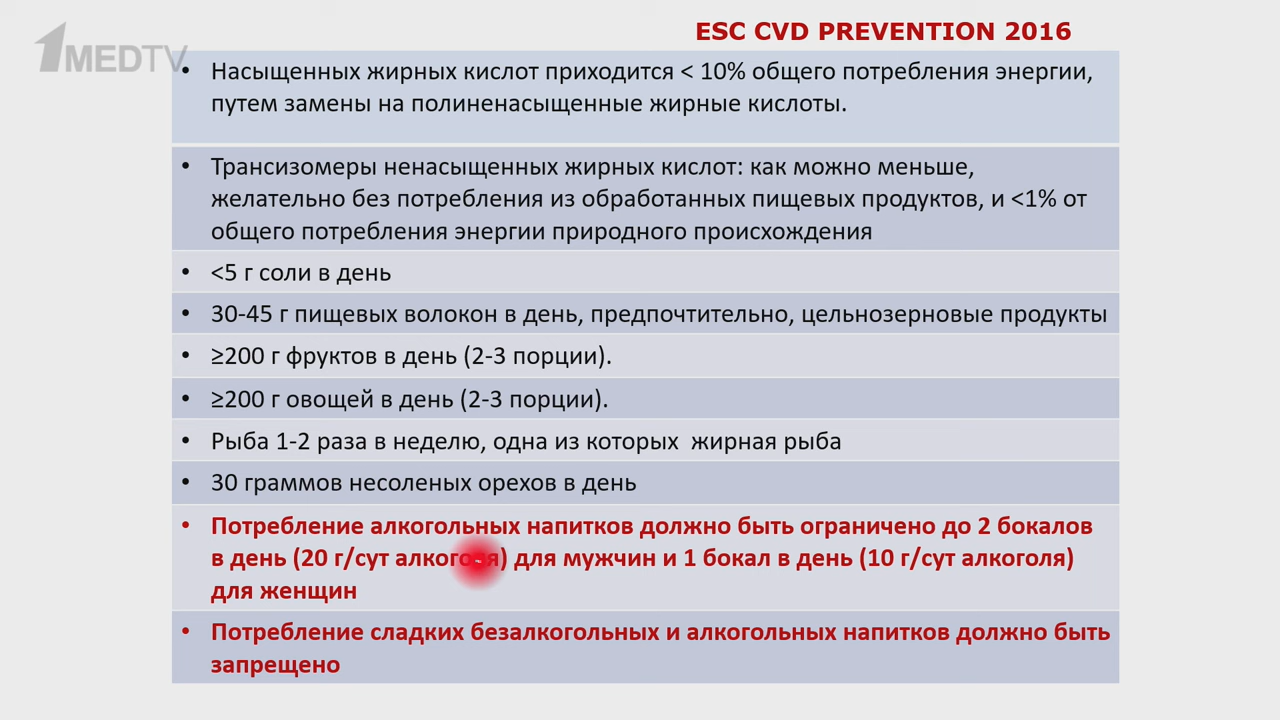 ESC CVD PREVENTION 2016
1MEDTV
• Насыщенных жирных кислот приходится < 10% общего потребления энергии,
путем замены на полиненасыщенные жирные кислоты.
• Трансизомеры ненасыщенных жирных кислот: как можно меньше,
желательно без потребления из обработанных пищевых продуктов, и <1% от
общего потребления энергии природного происхождения
• <5 г соли в день
• 30-45 г пищевых волокон в день, предпочтительно, цельнозерновые продукты
• ≥200 г фруктов в день (2-3 порции).
• ≥200 г овощей в день (2-3 порции).
• Рыба 1-2 раза в неделю, одна из которых жирная рыба
• 30 граммов несоленых орехов в день
• Потребление алкогольных напитков должно быть ограничено до 2 бокалов
в день (20 г/сут алкоголя) для мужчин и 1 бокал в день (10 г/сут алкоголя)
для женщин
• Потребление сладких безалкогольных и алкогольных напитков должно быть
запрещено